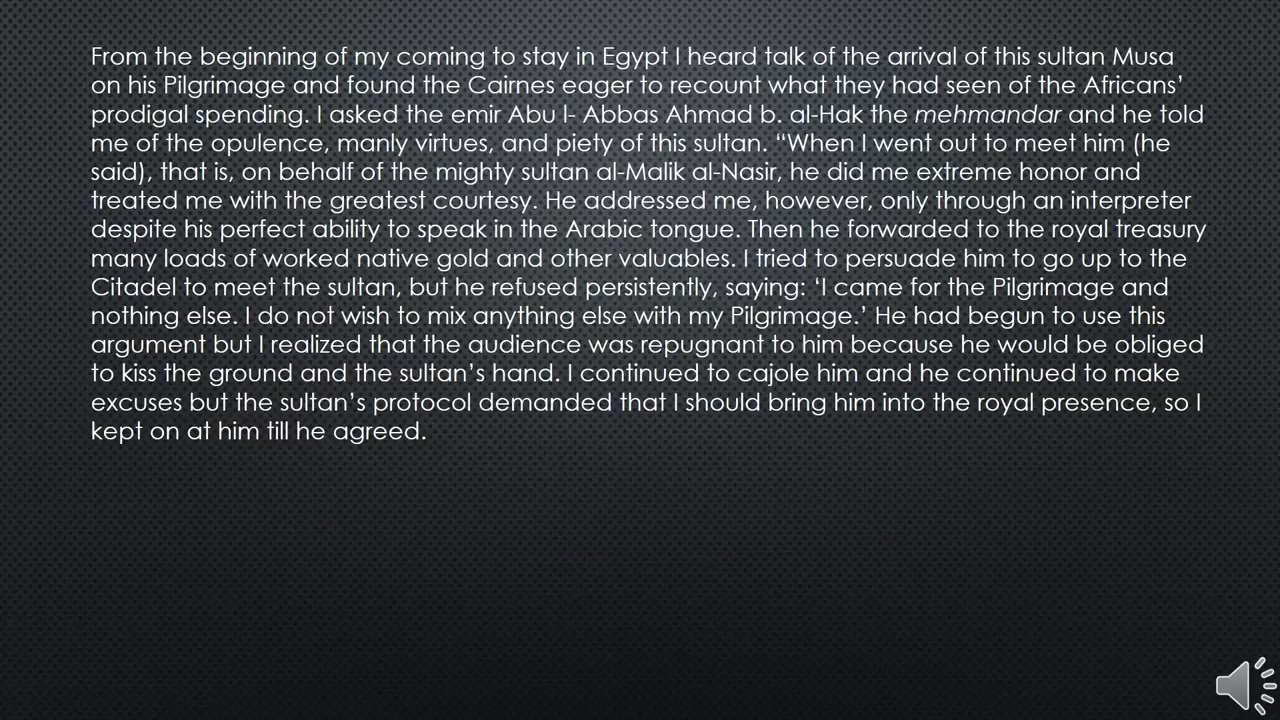 From the beginning of my coming to stay in Egypt I heard talk of the arrival of this sultan Musa
on his Pilgrimage and found the Cairnes eager to recount what they had seen of the Africans’
prodigal spending. I asked the emir Abu l- Abbas Ahmad b. al-Hak the mehmandar and he told
me of the opulence, manly virtues, and piety of this sultan. “When I went out to meet him (he
said), that is, on behalf of the mighty sultan al-Malik al-Nasir, he did me extreme honor and
treated me with the greatest courtesy. He addressed me, however, only through an interpreter
despite his perfect ability to speak in the Arabic tongue. Then he forwarded to the royal treasury
many loads of worked native gold and other valuables. I tried to persuade him to go up to the
Citadel to meet the sultan, but he refused persistently, saying: ‘I came for the Pilgrimage and
nothing else. I do not wish to mix anything else with my Pilgrimage.’ He had begun to use this
argument but I realized that the audience was repugnant to him because he would be obliged
to kiss the ground and the sultan’s hand. I continued to cajole him and he continued to make
excuses but the sultan’s protocol demanded that I should bring him into the royal presence, so I
kept on at him till he agreed.